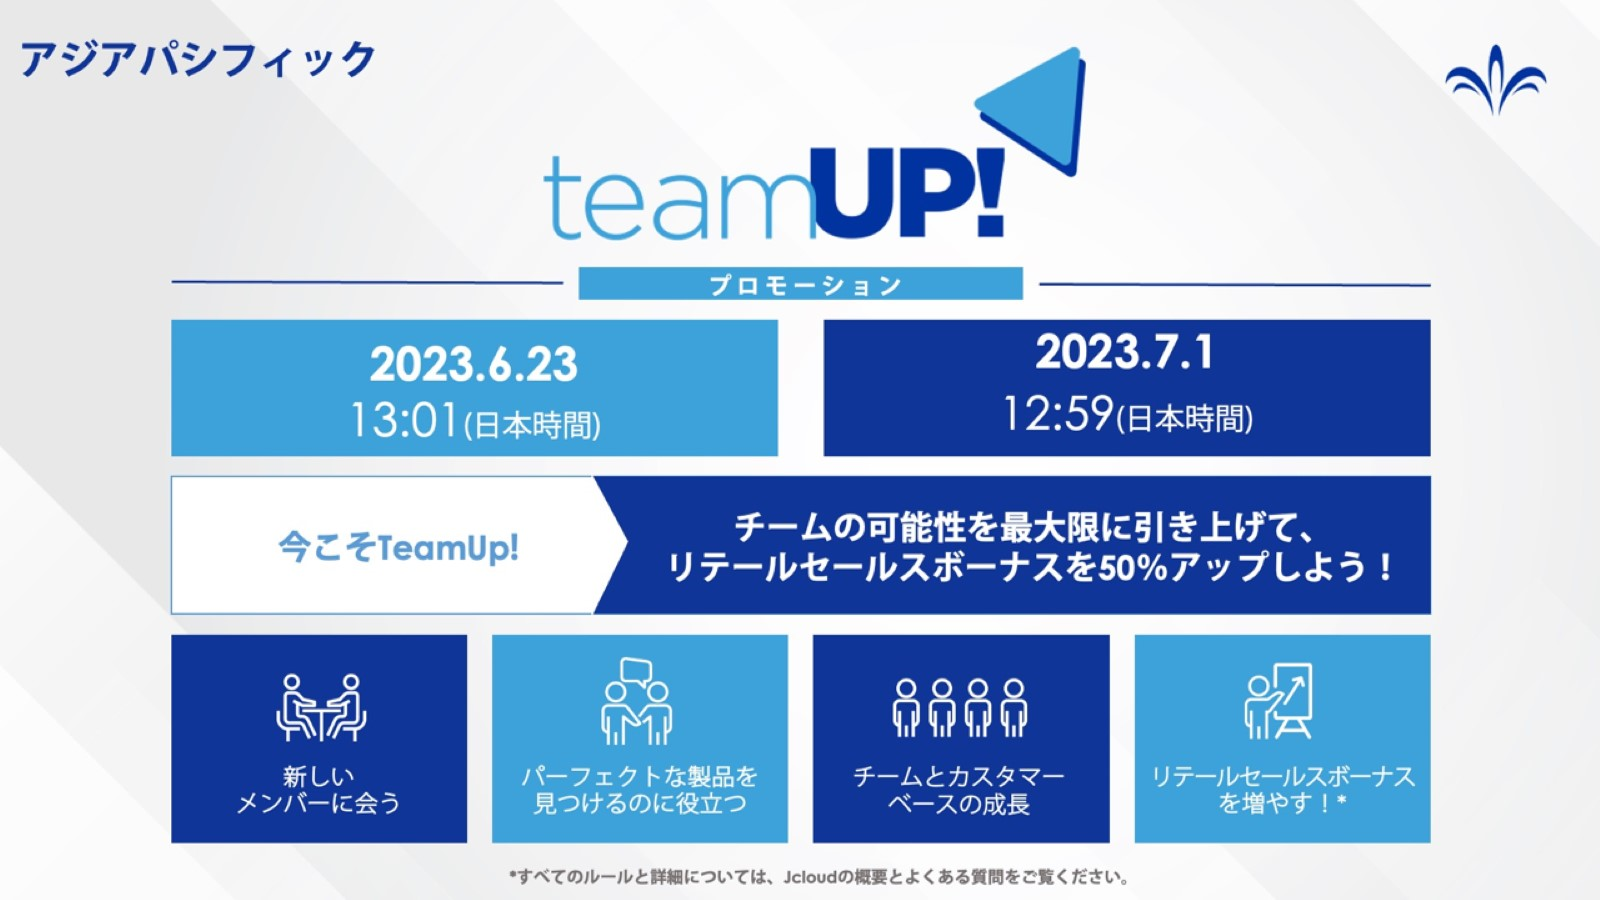 アジアパシフィック
teamUP!
プロモーション
2023.6.23
13:01(日本時間)
2023.7.1
12:59(日本時間)
今こそTeamUp!
チームの可能性を最大限に引き上げて、
リテールセールスボーナスを50%アップしよう！
新しい
メンバーに会う
パーフェクトな製品を
見つけるのに役立つ
チームとカスタマー
ベースの成長
リテールセールスボーナス
を増やす！*
*すべてのルールと詳細については、Jcloudの概要とよくある質問をご覧ください。